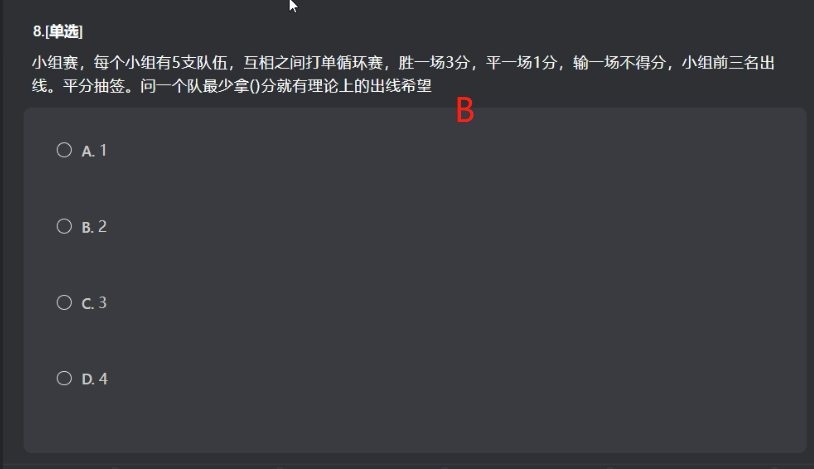 8.[单选]
小组赛，每个小组有5支队伍，互相之间打单循环赛，胜一场3分，平一场1分，输一场不得分，小组前三名出
线。平分抽签。问一个队最少拿()分就有理论上的出线希望
B
A. 1
B. 2
C. 3
D. 4